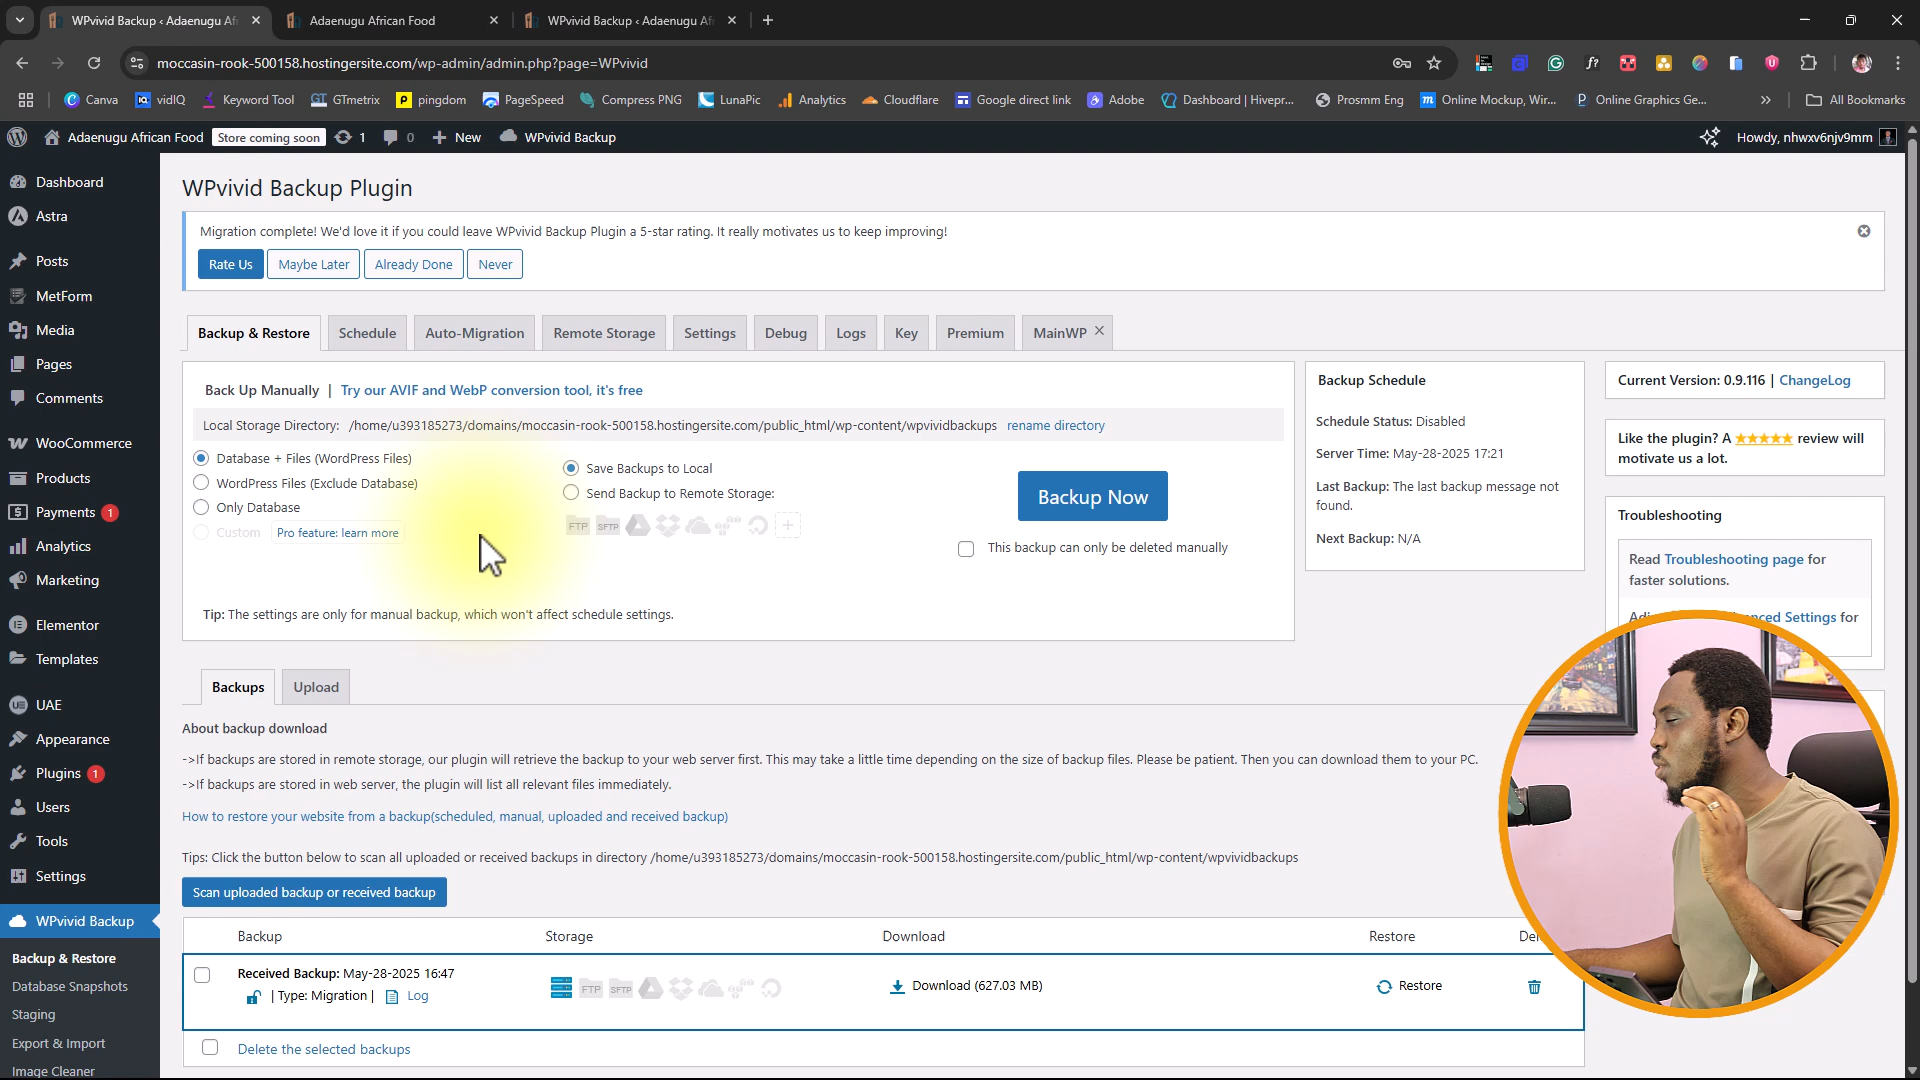 WPvivid Backup ‹ Adaenugu Af
Adaenugu African Food
WPvivid Backup ‹ Adaenugu Af
moccasin-rook-500158.hostingersite.com/wp-admin/admin.php?page=WPvivid
Canva
vidIQ
Keyword Tool
GTmetrix
pingdom
PageSpeed
Compress PNG
LunaPic
Analytics
Cloudflare
Google direct link
Adobe
Dashboard | Hivepr...
Prosmm Eng
Online Mockup, Wir...
Online Graphics Ge...
All Bookmarks
Adaenugu African Food
Store coming soon
1
0
New
WPvivid Backup
Howdy, nhwxv6njv9mm
Dashboard
Astra
Posts
MetForm
Media
Pages
Comments
WooCommerce
Products
Payments 1
Analytics
Marketing
Elementor
Templates
UAE
Appearance
Plugins 1
Users
Tools
Settings
WPvivid Backup
Backup & Restore
Database Snapshots
Staging
Export & Import
Image Cleaner
WPvivid Backup Plugin
Migration complete! We'd love it if you could leave WPvivid Backup Plugin a 5-star rating. It really motivates us to keep improving!
Rate Us
Maybe Later
Already Done
Never
Backup & Restore
Schedule
Auto-Migration
Remote Storage
Settings
Debug
Logs
Key
Premium
MainWP
Back Up Manually | Try our AVIF and WebP conversion tool, it's free
Local Storage Directory: /home/u393185273/domains/moccasin-rook-500158.hostingersite.com/public_html/wp-content/wpvividbackups rename directory
Database + Files (WordPress Files)
WordPress Files (Exclude Database)
Only Database
Custom
Pro feature: learn more
Save Backups to Local
Send Backup to Remote Storage:
FTP SFTP
Backup Now
This backup can only be deleted manually
Tip: The settings are only for manual backup, which won't affect schedule settings.
Backup Schedule
Schedule Status: Disabled
Server Time: May-28-2025 17:21
Last Backup: The last backup message not
found.
Next Backup: N/A
Current Version: 0.9.116 | ChangeLog
Like the plugin? A ★★★★★ review will
motivate us a lot.
Troubleshooting
Read Troubleshooting page for
faster solutions.
Settings for
Backups
Upload
About backup download
->If backups are stored in remote storage, our plugin will retrieve the backup to your web server first. This may take a little time depending on the size of backup files. Please be patient. Then you can download them to your PC.
->If backups are stored in web server, the plugin will list all relevant files immediately.
How to restore your website from a backup(scheduled, manual, uploaded and received backup)
Tips: Click the button below to scan all uploaded or received backups in directory /home/u393185273/domains/moccasin-rook-500158.hostingersite.com/public_html/wp-content/wpvividbackups
Scan uploaded backup or received backup
Backup
Storage
Download
Restore
Received Backup: May-28-2025 16:47
| Type: Migration | Log
FTP SFTP
Download (627.03 MB)
Restore
Delete the selected backups